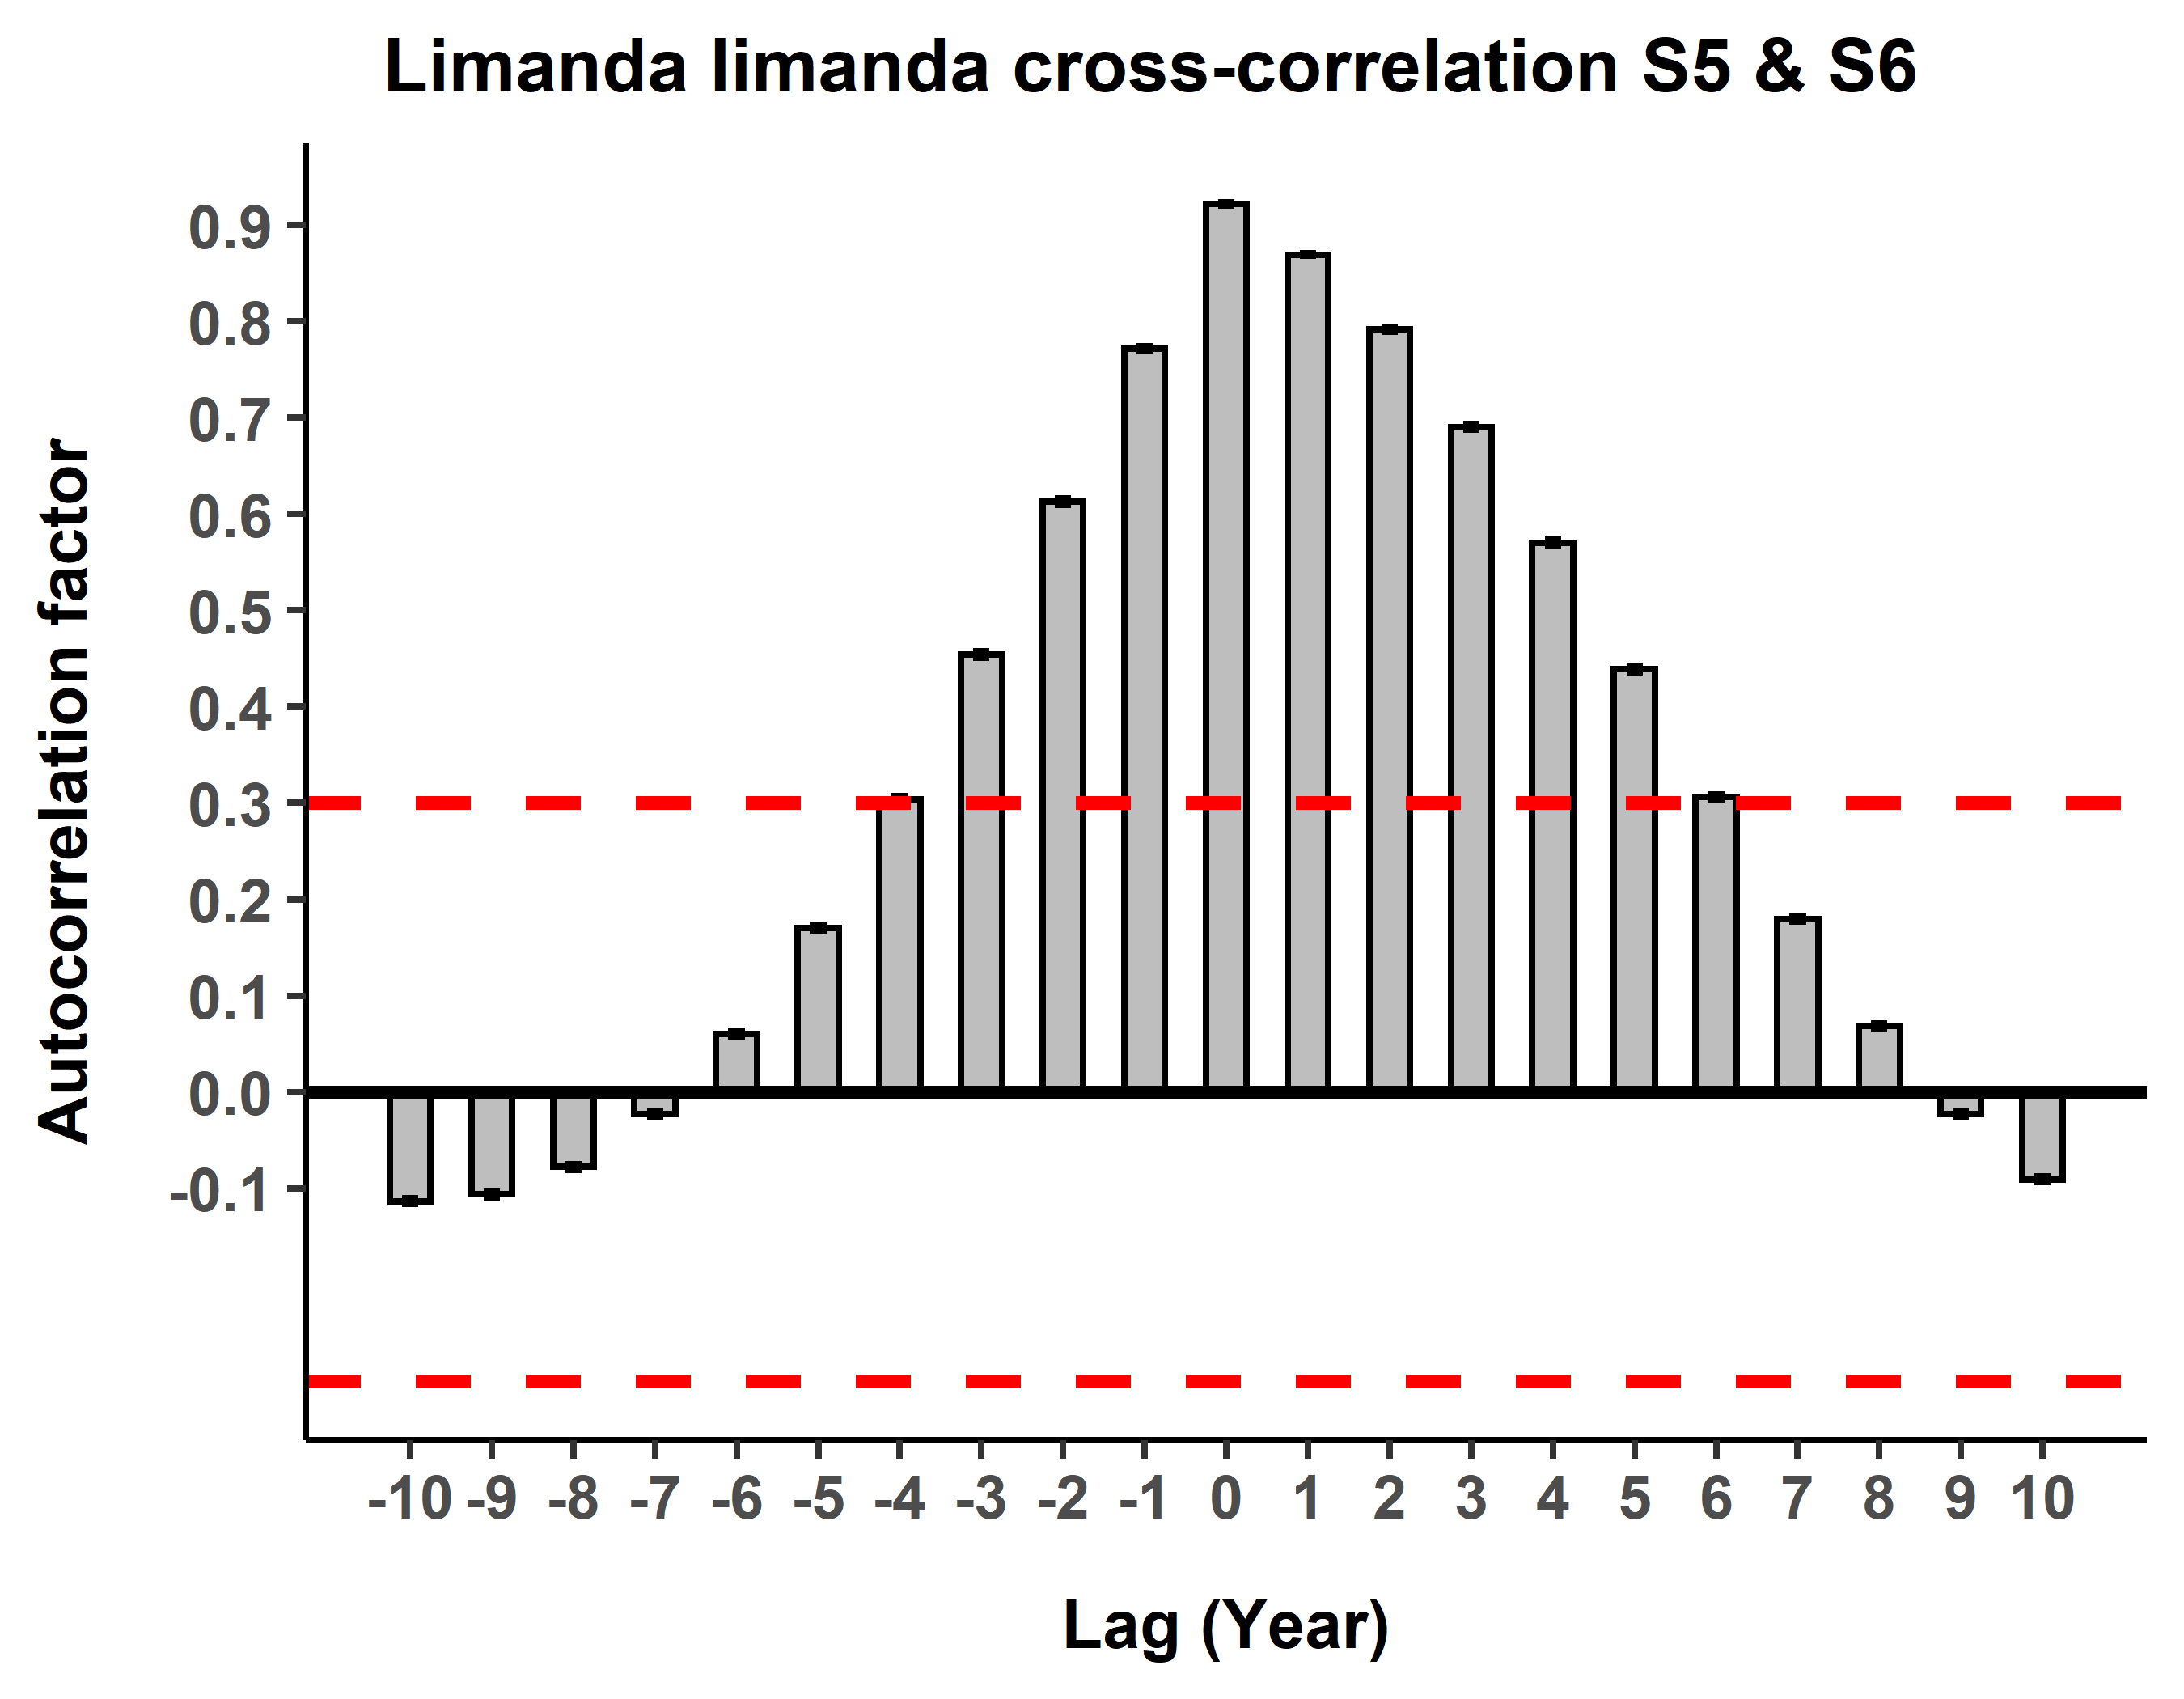 Limanda limanda cross-correlation S5 & S6
Autocorrelation factor
0.9
0.8
0.7
0.6
0.5
0.4
0.3
0.2
0.1
0.0
-0.1
-10 -9 -8 -7 -6 -5 -4 -3 -2 -1 0 1 2 3 4 5 6 7 8 9 10
Lag (Year)